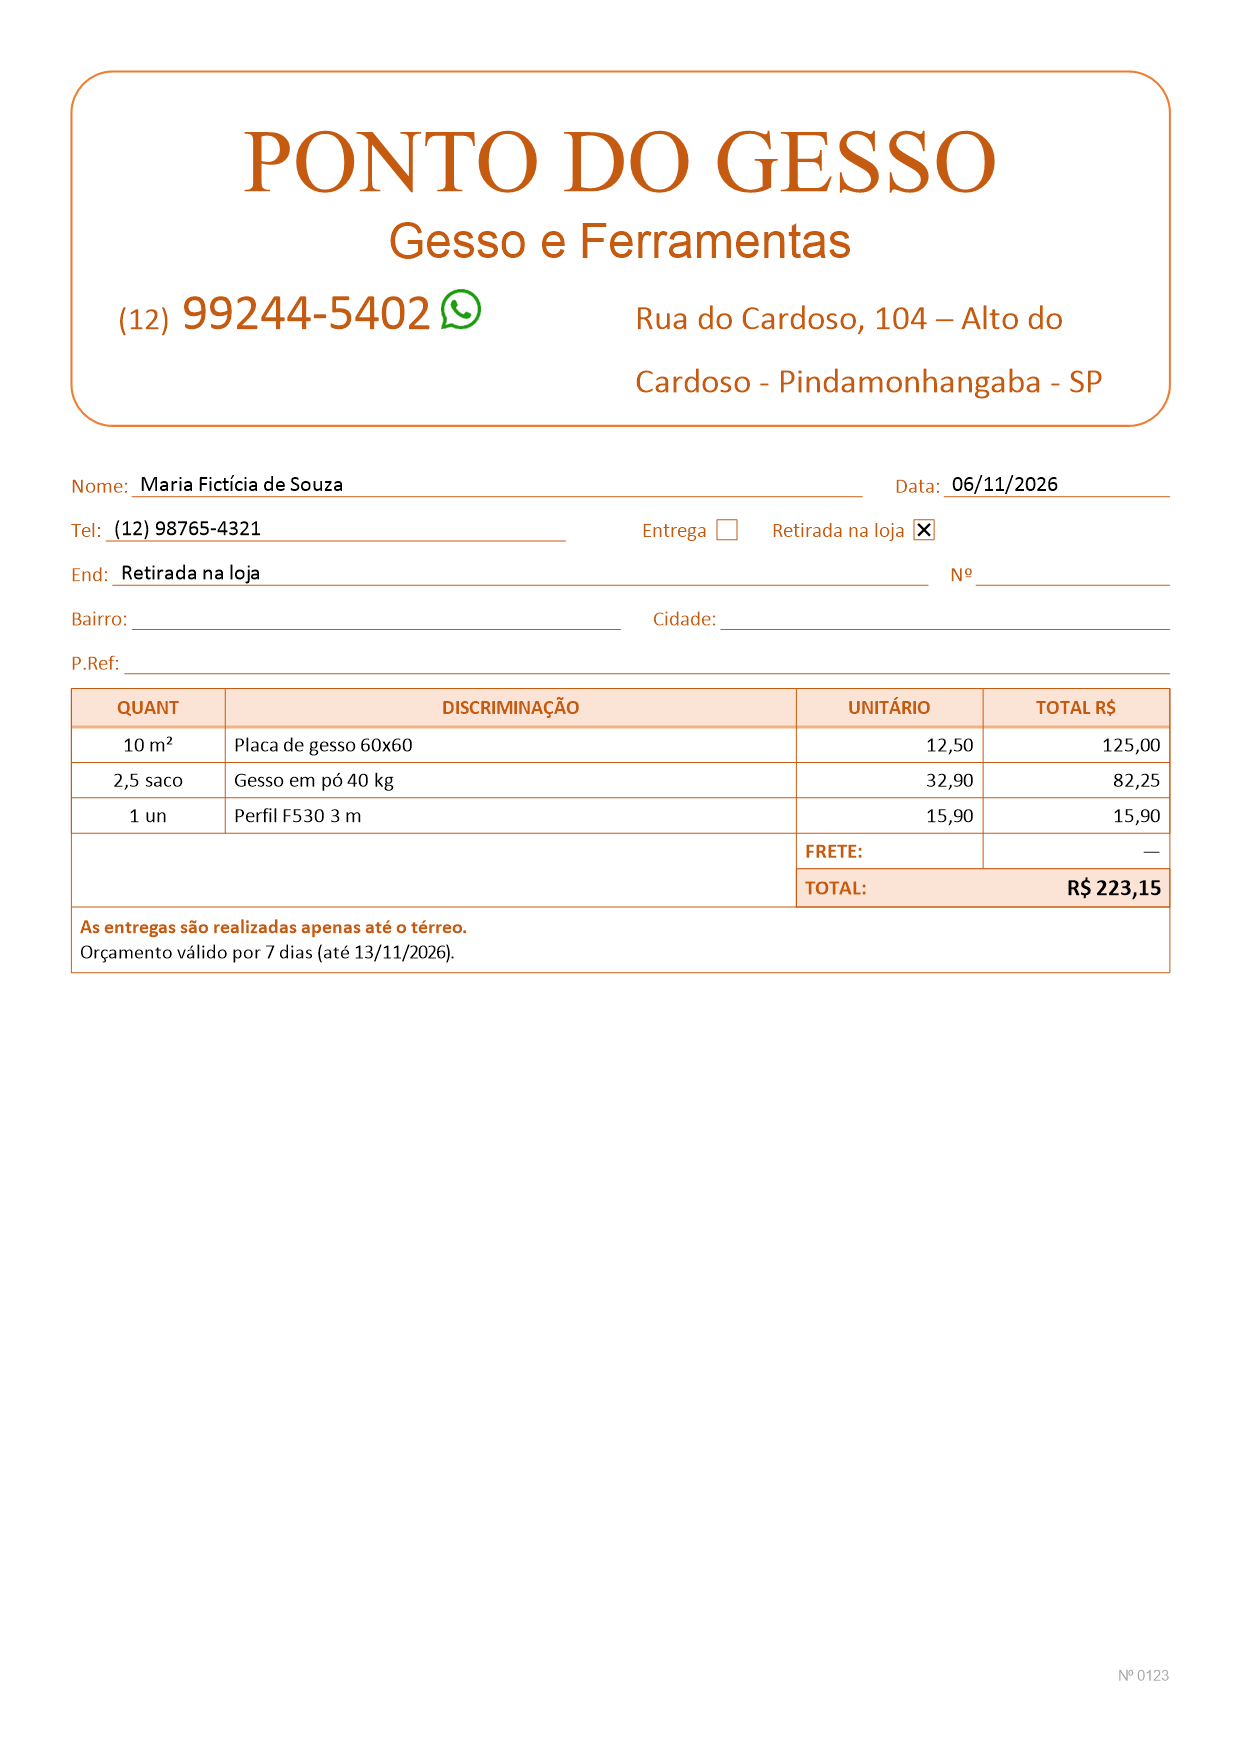 PONTO DO GESSO
Gesso e Ferramentas
(12) 99244-5402
Rua do Cardoso, 104 – Alto do
Cardoso - Pindamonhangaba - SP
Nome: Maria Fictícia de Souza Data: 06/11/2026
Tel: (12) 98765-4321 Entrega Retirada na loja ☒
End: Retirada na loja Nº
Bairro: Cidade:
P.Ref:
QUANT DISCRIMINAÇÃO UNITÁRIO TOTAL R$
10 m² Placa de gesso 60x60 12,50 125,00
2,5 saco Gesso em pó 40 kg 32,90 82,25
1 un Perfil F530 3 m 15,90 15,90
FRETE: —
TOTAL: R$ 223,15
As entregas são realizadas apenas até o térreo.
Orçamento válido por 7 dias (até 13/11/2026).
Nº 0123